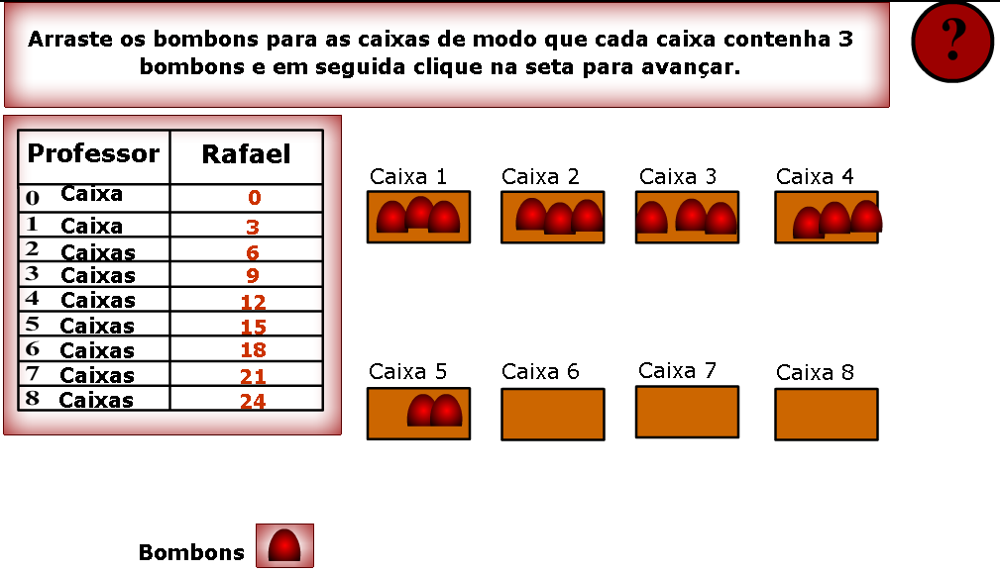 Arraste os bombons para as caixas de modo que cada caixa contenha 3
bombons e em seguida clique na seta para avançar.
?
Professor Rafael
0 Caixa 0
1 Caixa 3
2 Caixas 6
3 Caixas 9
4 Caixas 12
5 Caixas 15
6 Caixas 18
7 Caixas 21
8 Caixas 24
Caixa 1 Caixa 2 Caixa 3 Caixa 4
Caixa 5 Caixa 6 Caixa 7 Caixa 8
Bombons